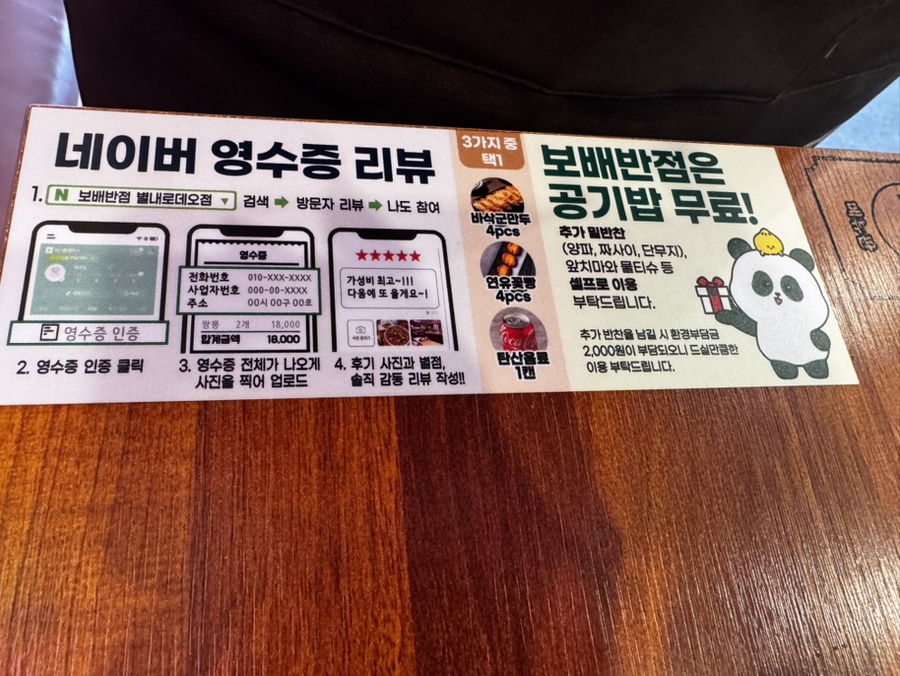 네이버 영수증 리뷰
1. N 보배반점 별내로데오점 ▼ 검색 ➡ 방문자 리뷰 ➡ 나도 참여
영수증 인증
2. 영수증 인증 클릭
영수증
전화번호 010-XXX-XXXX
사업자번호 000-00-XXXX
주소 00시 00구 00로
짬뽕 2개 18,000
합계금액 18,000
3. 영수증 전체가 나오게
사진을 찍어 업로드
★★★★★
가성비 최고~!!!
다음에 또 올게요~!
4. 후기 사진과 별점,
솔직 감동 리뷰 작성!!
3가지 중
택1
바삭군만두
4pcs
연유꽃빵
4pcs
탄산음료
1캔
보배반점은
공기밥 무료!
추가 밑반찬
(양파, 짜사이, 단무지),
앞치마와 물티슈 등
셀프로 이용
부탁드립니다.
추가 반찬을 남길 시 환경부담금
2,000원이 부담되오니 드실만큼만
이용 부탁드립니다.